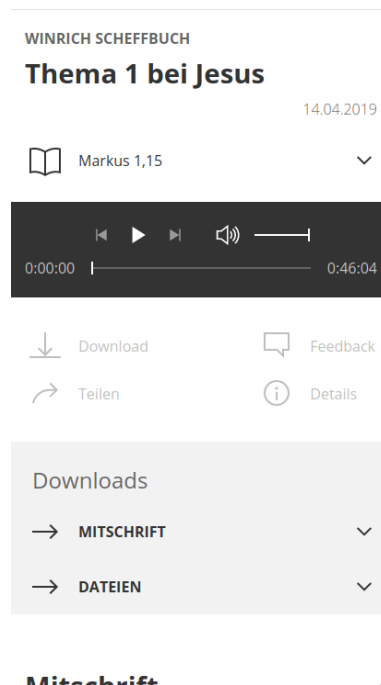 WINRICH SCHEFFBUCH
Thema 1 bei Jesus
14.04.2019
Markus 1,15
0:00:00 0:46:04
Download Feedback
Teilen Details
Downloads
MITSCHRIFT
DATEIEN
Mitschrift